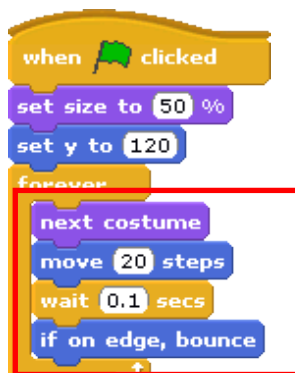 when clicked
set size to 50 %
set y to 120
forever
next costume
move 20 steps
wait 0.1 secs
if on edge, bounce